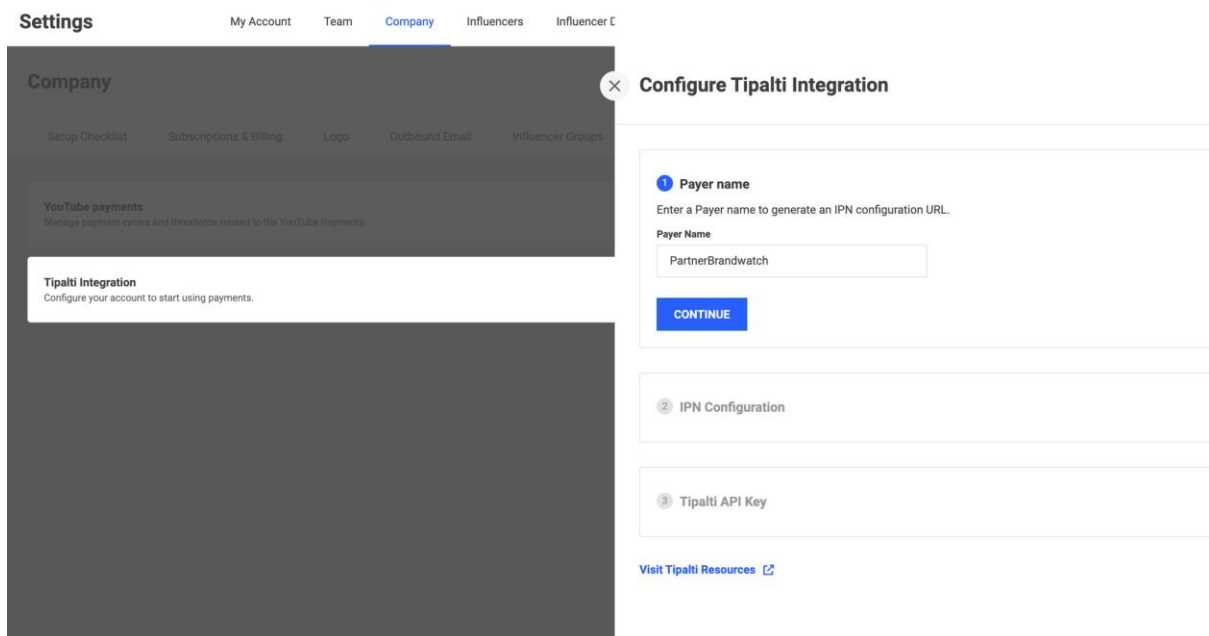 Settings
My Account
Team
Company
Influencers
Influencer D
Company
Setup Checklist
Subscriptions & Billing
Logo
Outbound Email
Influencer Groups
YouTube payments
Manage payment cycles and thresholds related to the YouTube Payments.
Tipalti Integration
Configure your account to start using payments.
Configure Tipalti Integration
1 Payer name
Enter a Payer name to generate an IPN configuration URL.
Payer Name
PartnerBrandwatch
CONTINUE
2 IPN Configuration
3 Tipalti API Key
Visit Tipalti Resources